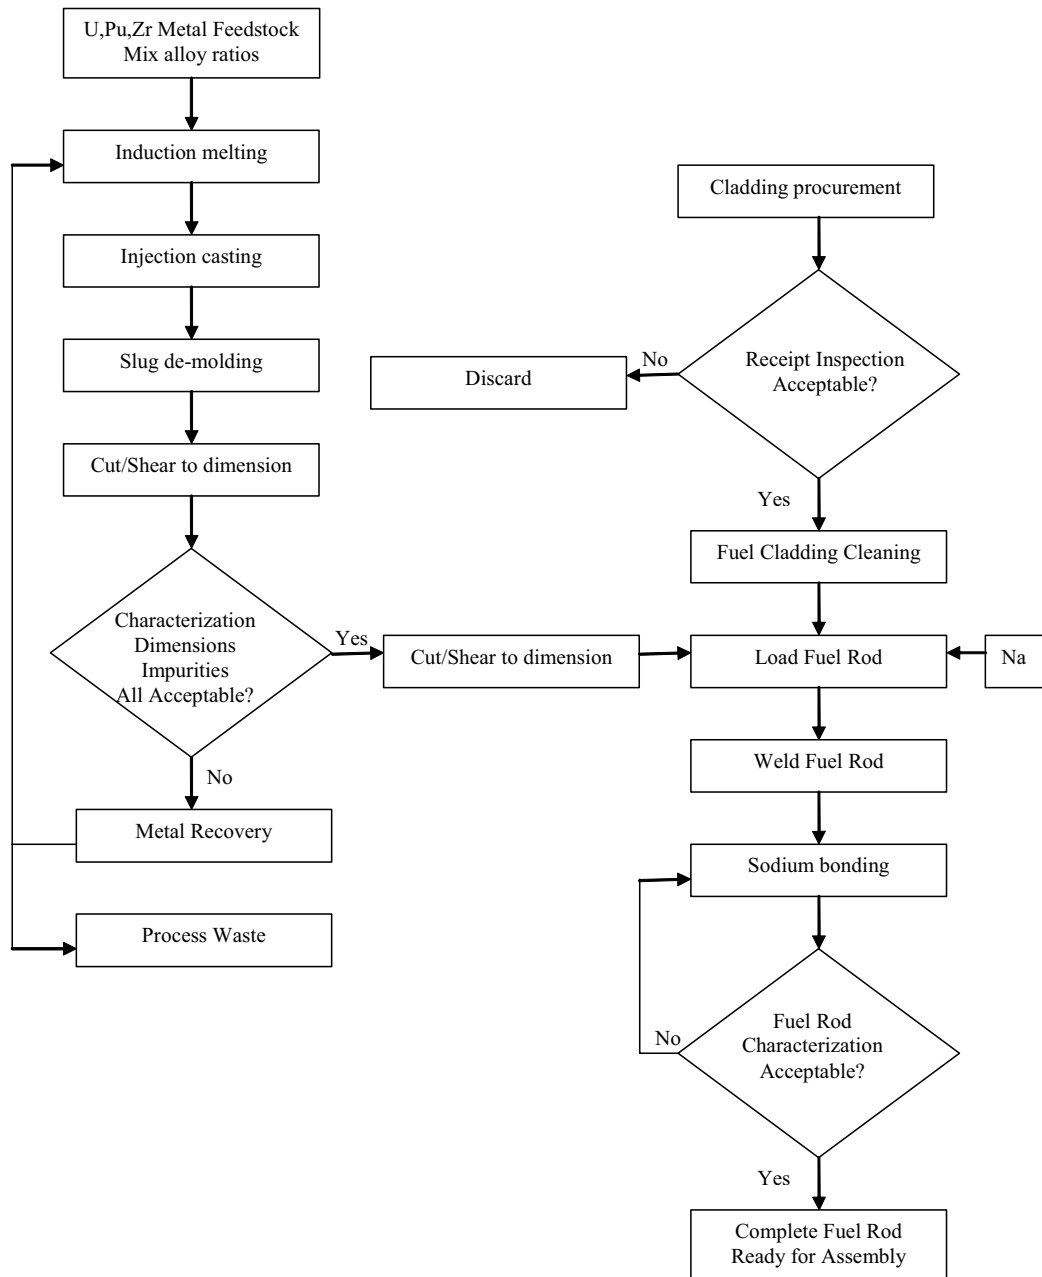 U,Pu,Zr Metal Feedstock
Mix alloy ratios
Induction melting
Injection casting
Slug de-molding
Cut/Shear to dimension
Characterization
Dimensions
Impurities
All Acceptable?
Yes
No
Metal Recovery
Process Waste
Cut/Shear to dimension
Cladding procurement
Receipt Inspection
Acceptable?
No
Discard
Yes
Fuel Cladding Cleaning
Load Fuel Rod
Na
Weld Fuel Rod
Sodium bonding
Fuel Rod
Characterization
Acceptable?
No
Yes
Complete Fuel Rod
Ready for Assembly